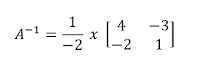 A⁻¹ = 1/−2 x [4 −3
−2 1]